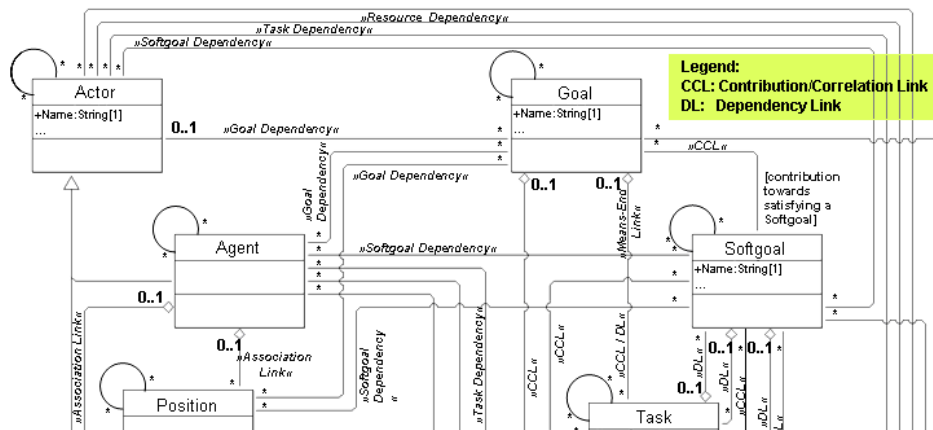 »Resource Dependency«
»Task Dependency«
»Softgoal Dependency«
* * * * *
*
Actor
+Name:String[1]
...
0..1
»Goal Dependency«
*
*
Goal
+Name:String[1]
...
*
*
*
*
*
»CCL«
0..1
0..1
Legend:
CCL: Contribution/Correlation Link
DL: Dependency Link
»Goal
Dependency«
»Goal Dependency«
»Means-End
Link«
[contribution
towards
satisfying a
Softgoal]
*
*
Agent
*
*
*
*
*
»Softgoal Dependency«
*
*
*
*
*
Softgoal
+Name:String[1]
...
*
*
0..1
0..1
»Association Link«
»Association
Link«
»Softgoal
Dependency
«
»Task Dependency«
»CCL«
»CCL«
»CCL / DL«
*
»DL«
*
0..1
»DL«
*
0..1
»CCL«
*
0..1
»DL«
*
L«
*
*
*
Position
*
*
*
*
Task
*